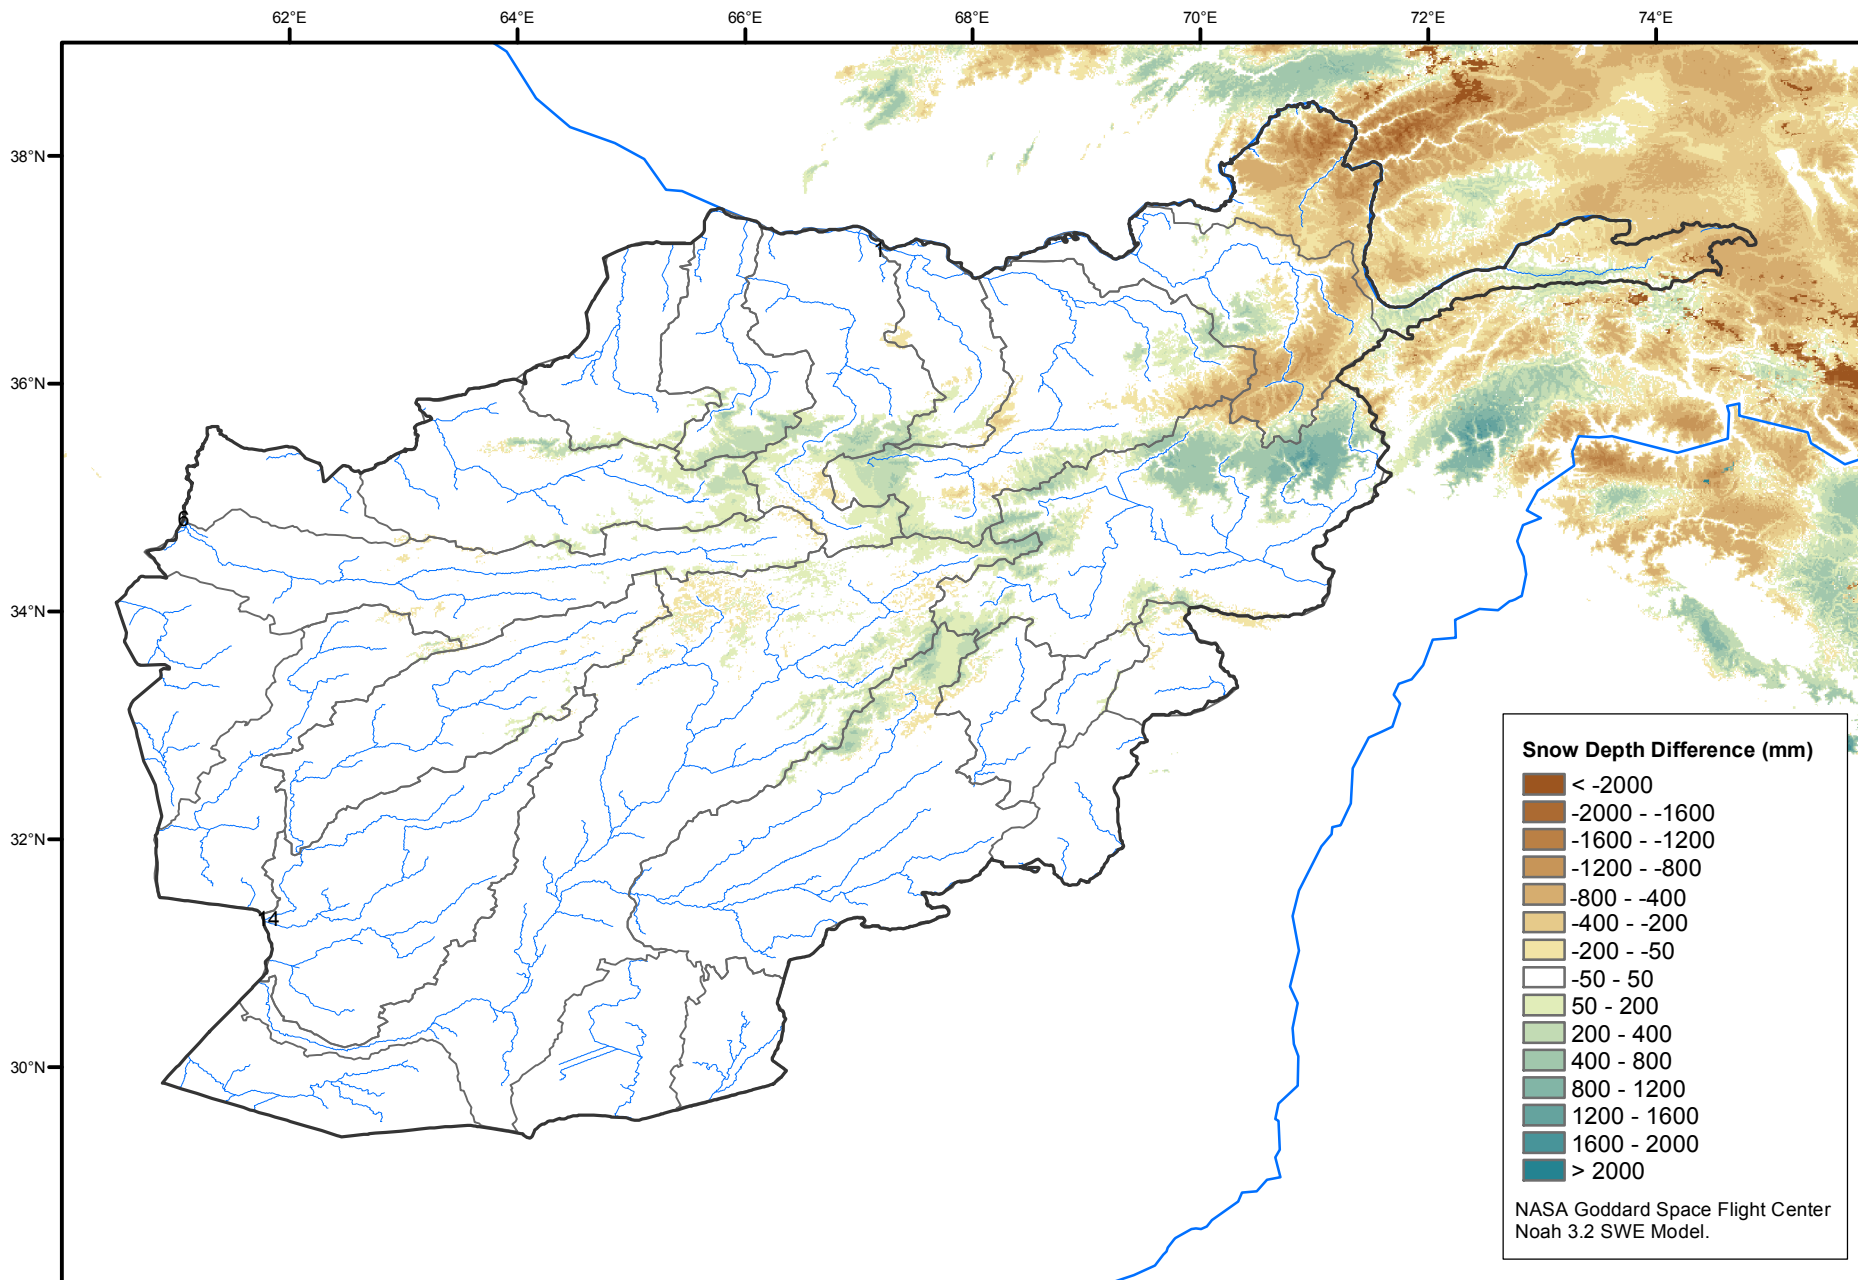 62°E 64°E 66°E 68°E 70°E 72°E 74°E
38°N
1
36°N
6
34°N
32°N
14
30°N
Snow Depth Difference (mm)
< -2000
-2000 - -1600
-1600 - -1200
-1200 - -800
-800 - -400
-400 - -200
-200 - -50
-50 - 50
50 - 200
200 - 400
400 - 800
800 - 1200
1200 - 1600
1600 - 2000
> 2000
NASA Goddard Space Flight Center
Noah 3.2 SWE Model.